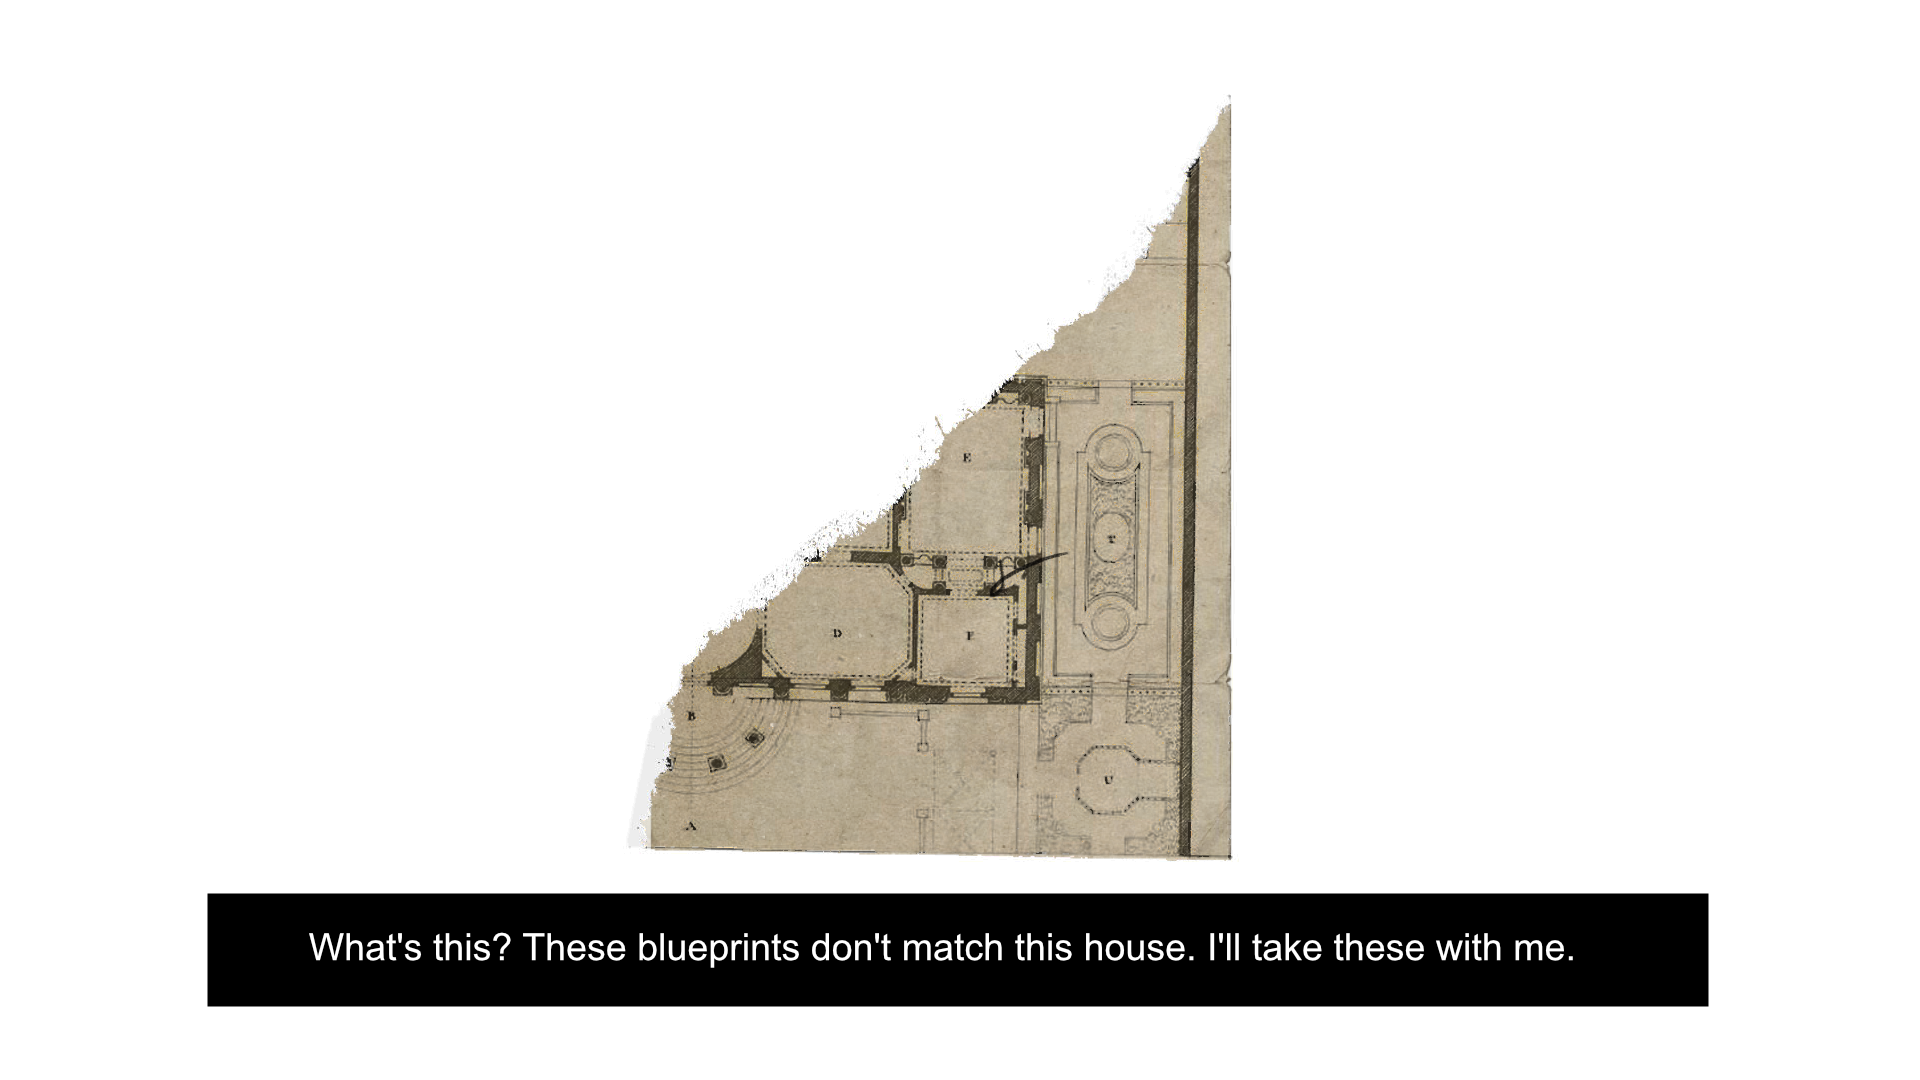 E
T
D
F
B
U
A
What's this? These blueprints don't match this house. I'll take these with me.